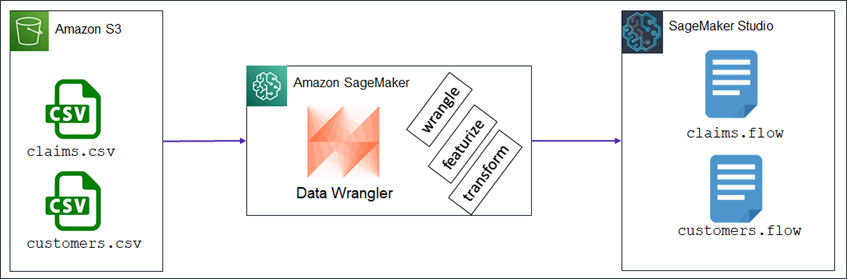 Amazon S3
CSV
claims.csv
CSV
customers.csv
Amazon SageMaker
Data Wrangler
wrangle
featurize
transform
SageMaker Studio
claims.flow
customers.flow